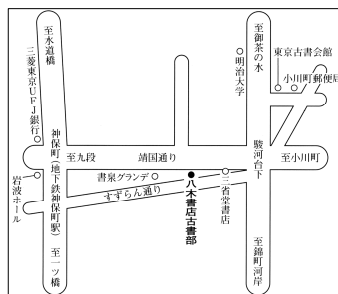 至水道橋
三菱東京UFJ銀行
神保町(地下鉄神保町駅)
至一ツ橋
岩波ホール
至九段
靖国通り
書泉グランデ
すずらん通り
八木書店古書部
三省堂書店
明治大学
至御茶の水
東京古書会館
小川町郵便局
駿河台下
至小川町
至錦町河岸